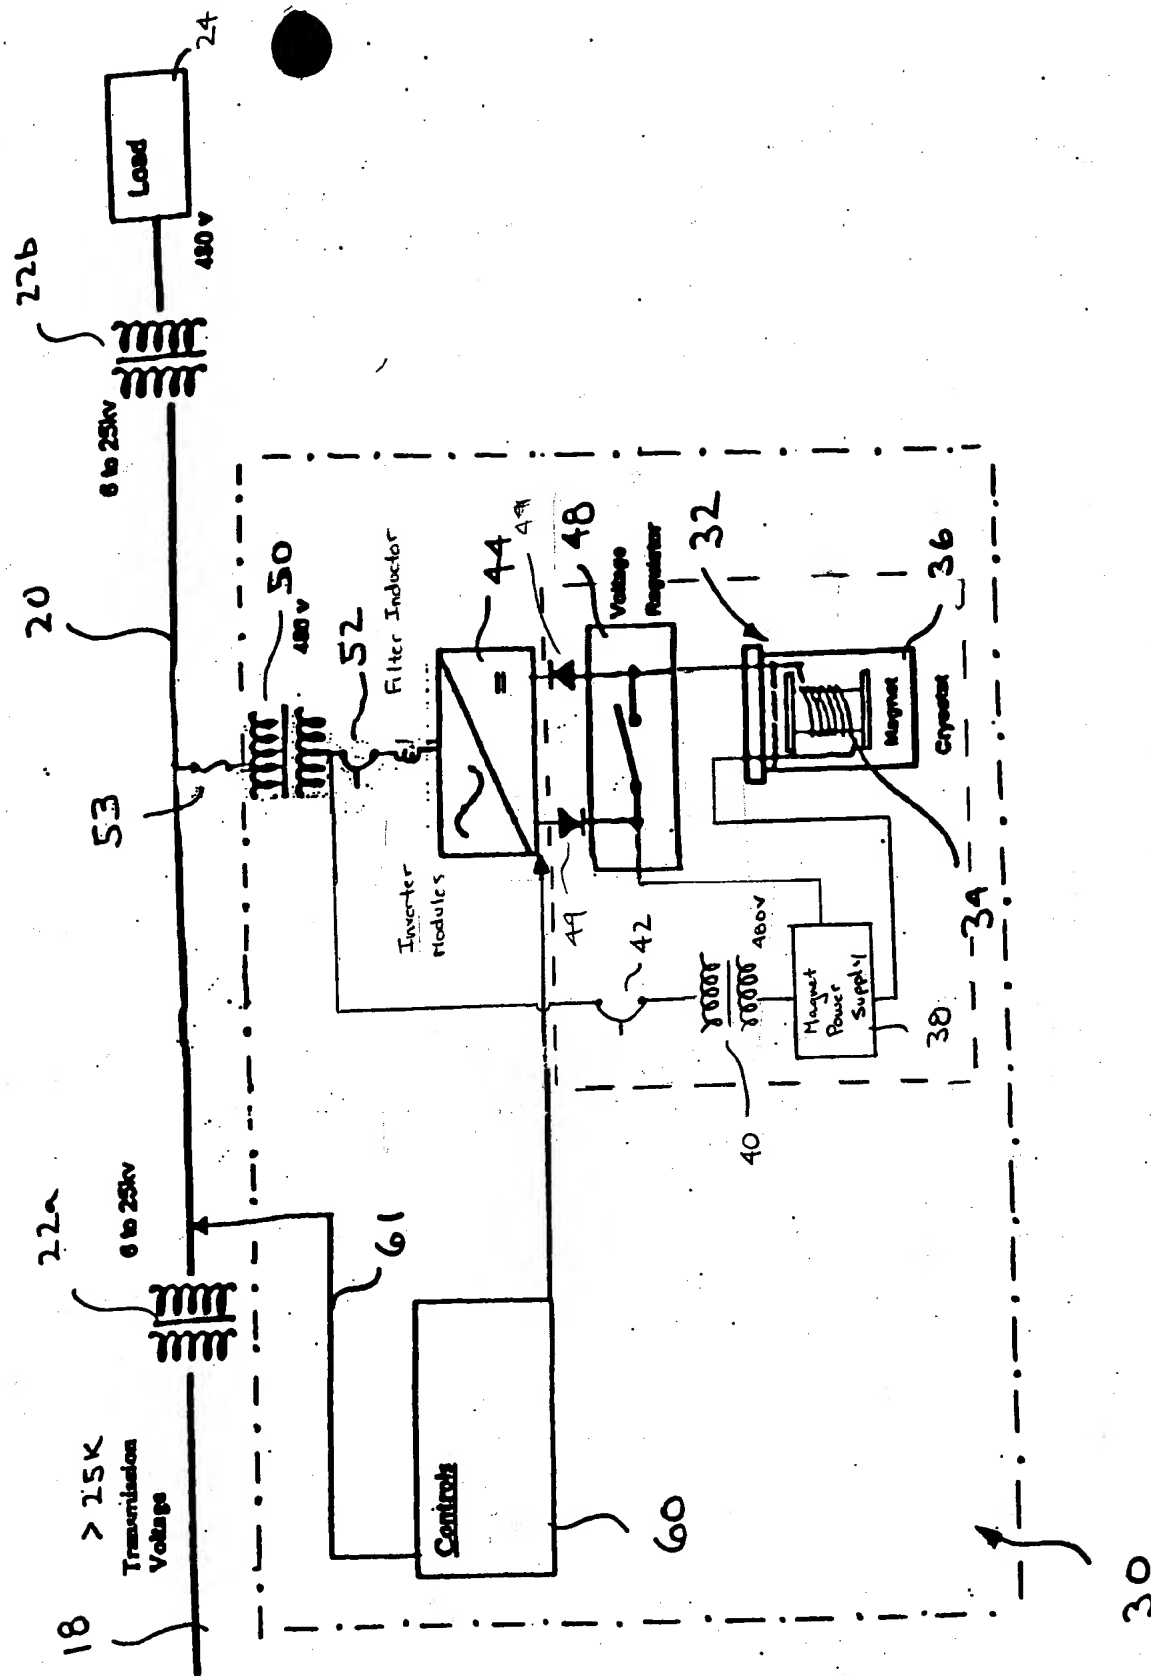 18
> 25K
Transmission
Voltage
22a
6 to 25kv
20
6 to 25kv
22b
480 v
Load
24
53
50
480 v
52
Filter Inductor
Inverter
Modules
44
49
49
48
Voltage
Regulator
32
36
Magnet
Cryostat
34
42
480V
40
Magnet
Power
Supply
38
61
Controls
60
30